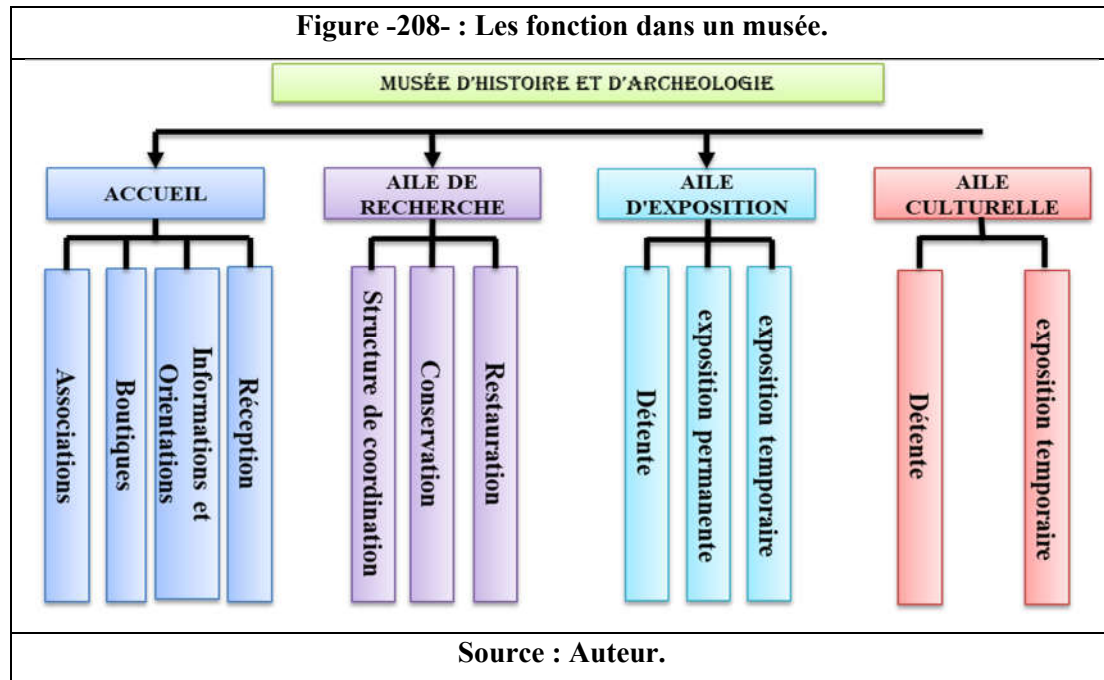 Figure -208- : Les fonction dans un musée.
MUSÉE D'HISTOIRE ET D'ARCHEOLOGIE
ACCUEIL
AILE DE
RECHERCHE
AILE
D'EXPOSITION
AILE
CULTURELLE
Associations
Boutiques
Informations et
Orientations
Réception
Structure de coordination
Conservation
Restauration
Détente
exposition permanente
exposition temporaire
Détente
exposition temporaire
Source : Auteur.